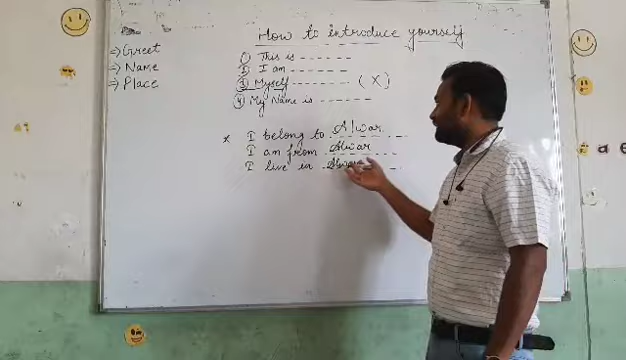 How to introduce yourself
⇒ Greet
⇒ Name
⇒ Place
① This is ------
② I am ------
③ Myself ------ (X)
④ My Name is ------
x I belong to Alwar
I am from Alwar
I live in Alwar